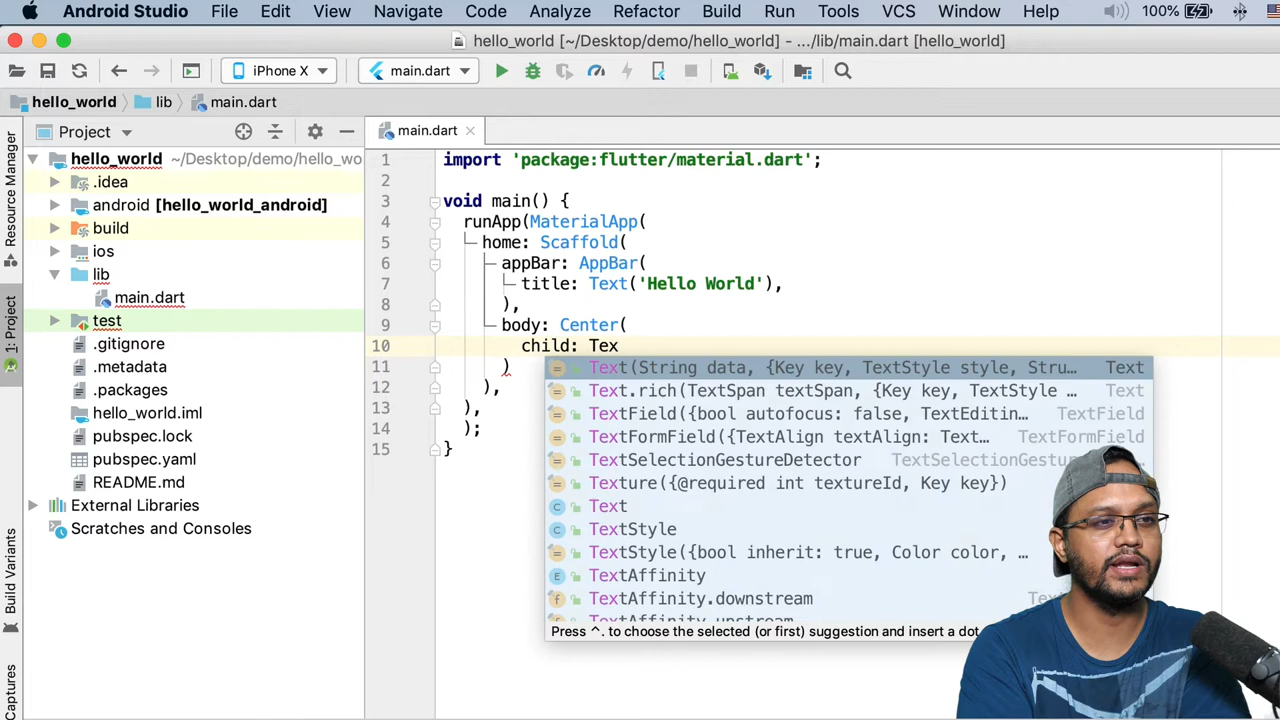 Android Studio File Edit View Navigate Code Analyze Refactor Build Run Tools VCS Window Help 100%
hello_world [~/Desktop/demo/hello_world] - .../lib/main.dart [hello_world]
iPhone X main.dart
hello_world lib main.dart
Project main.dart
Resource Manager
1: Project
Build Variants
Captures
hello_world ~/Desktop/demo/hello_wo
.idea
android [hello_world_android]
build
ios
lib
main.dart
test
.gitignore
.metadata
.packages
hello_world.iml
pubspec.lock
pubspec.yaml
README.md
External Libraries
Scratches and Consoles
1 import 'package:flutter/material.dart';
2
3 void main() {
4 runApp(MaterialApp(
5 home: Scaffold(
6 appBar: AppBar(
7 title: Text('Hello World'),
8 ),
9 body: Center(
10 child: Tex
11 )
12 ),
13 ),
14 );
15 }
Text(String data, {Key key, TextStyle style, Stru… Text
Text.rich(TextSpan textSpan, {Key key, TextStyle … Text
TextField({bool autofocus: false, TextEditin… TextField
TextFormField({TextAlign textAlign: Text… TextFormField
TextSelectionGestureDetector TextSelectionGestu
Texture({@required int textureId, Key key})
Text
TextStyle
TextStyle({bool inherit: true, Color color, …
TextAffinity
TextAffinity.downstream
TextAffinity.upstream
Press ^. to choose the selected (or first) suggestion and insert a dot